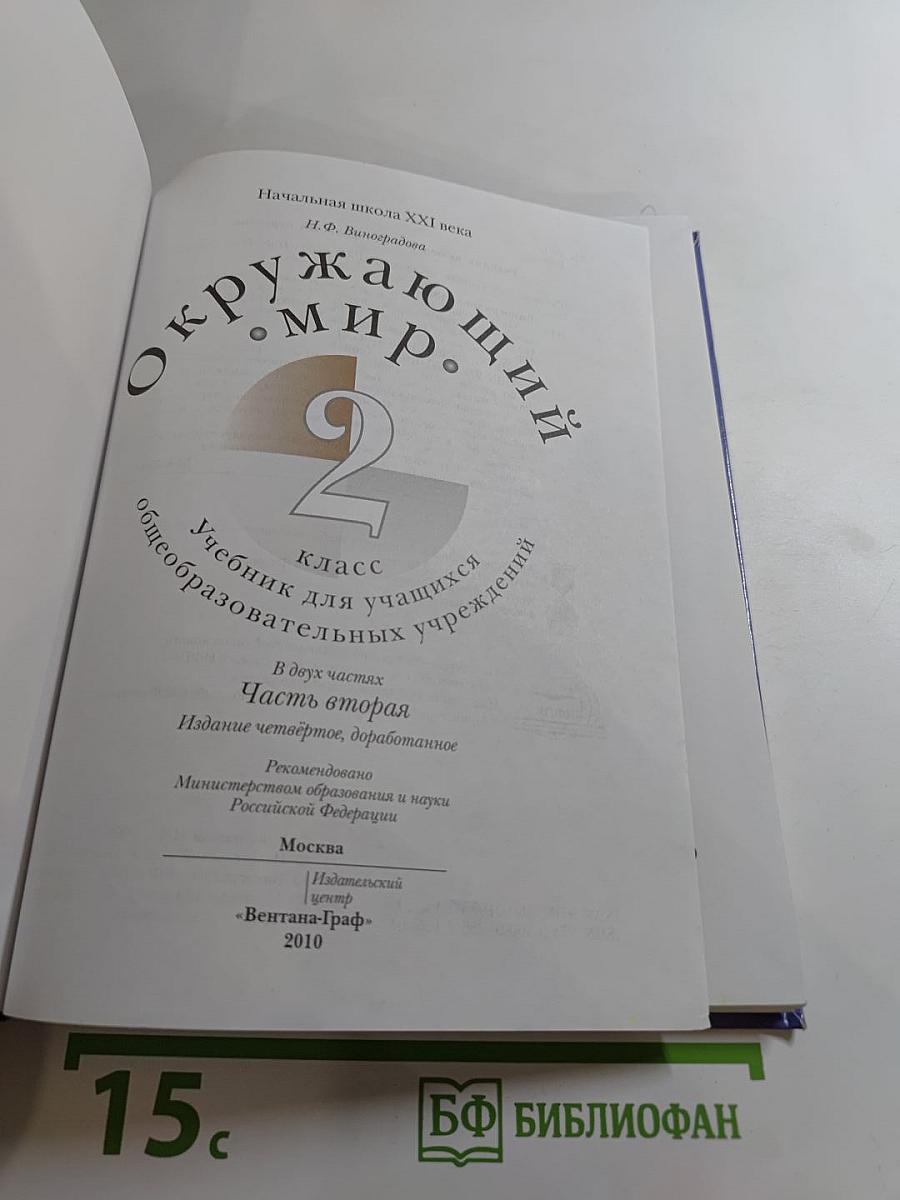 Начальная школа XXI века
Н.Ф. Виноградова
Окружающий
мир
2
класс
Учебник для учащихся
общеобразовательных учреждений
В двух частях
Часть вторая
Издание четвёртое, доработанное
Рекомендовано
Министерством образования и науки
Российской Федерации
Москва
Издательский
центр
«Вентана-Граф»
2010
15 с
БФ БИБЛИОФАН